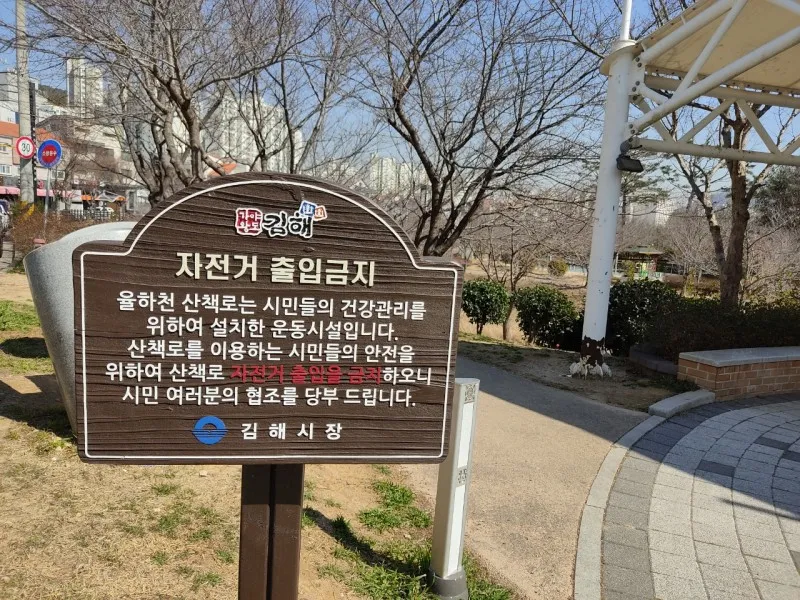 가야
왕도
김해
자전거 출입금지
율하천 산책로는 시민들의 건강관리를
위하여 설치한 운동시설입니다.
산책로를 이용하는 시민들의 안전을
위하여 산책로 자전거 출입을 금지하오니
시민 여러분의 협조를 당부 드립니다.
김해시장
30